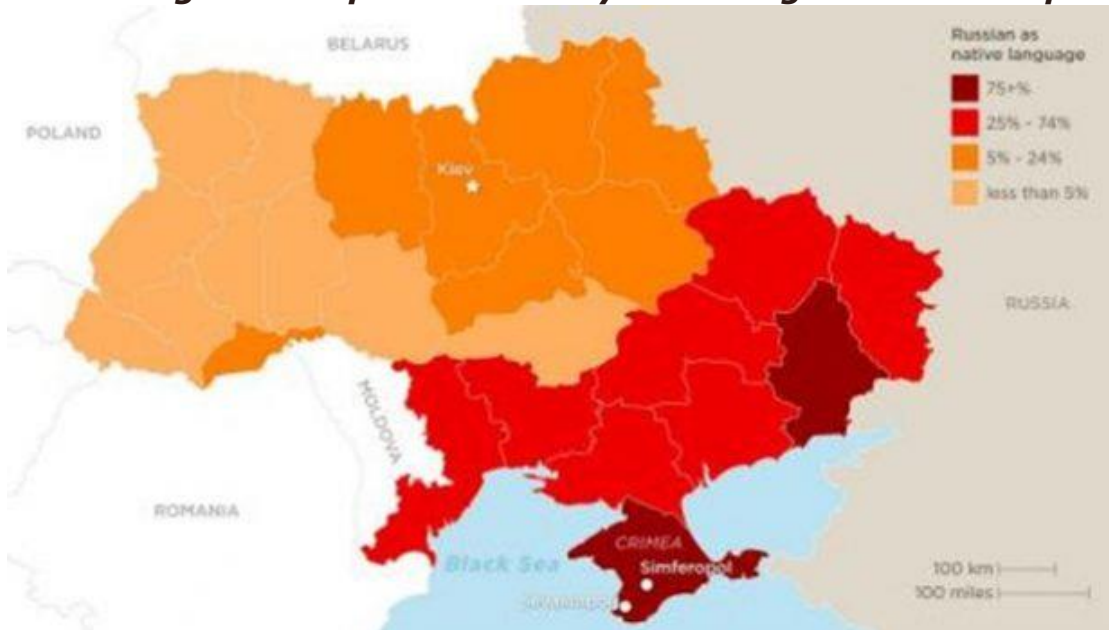 BELARUS
Russian as
native language
75+%
POLAND
25% - 74%
5% - 24%
Kiev
less than 5%
RUSSIA
MOLDOVA
ROMANIA
CRIMEA
Black Sea
Simferopol
100 km
100 miles